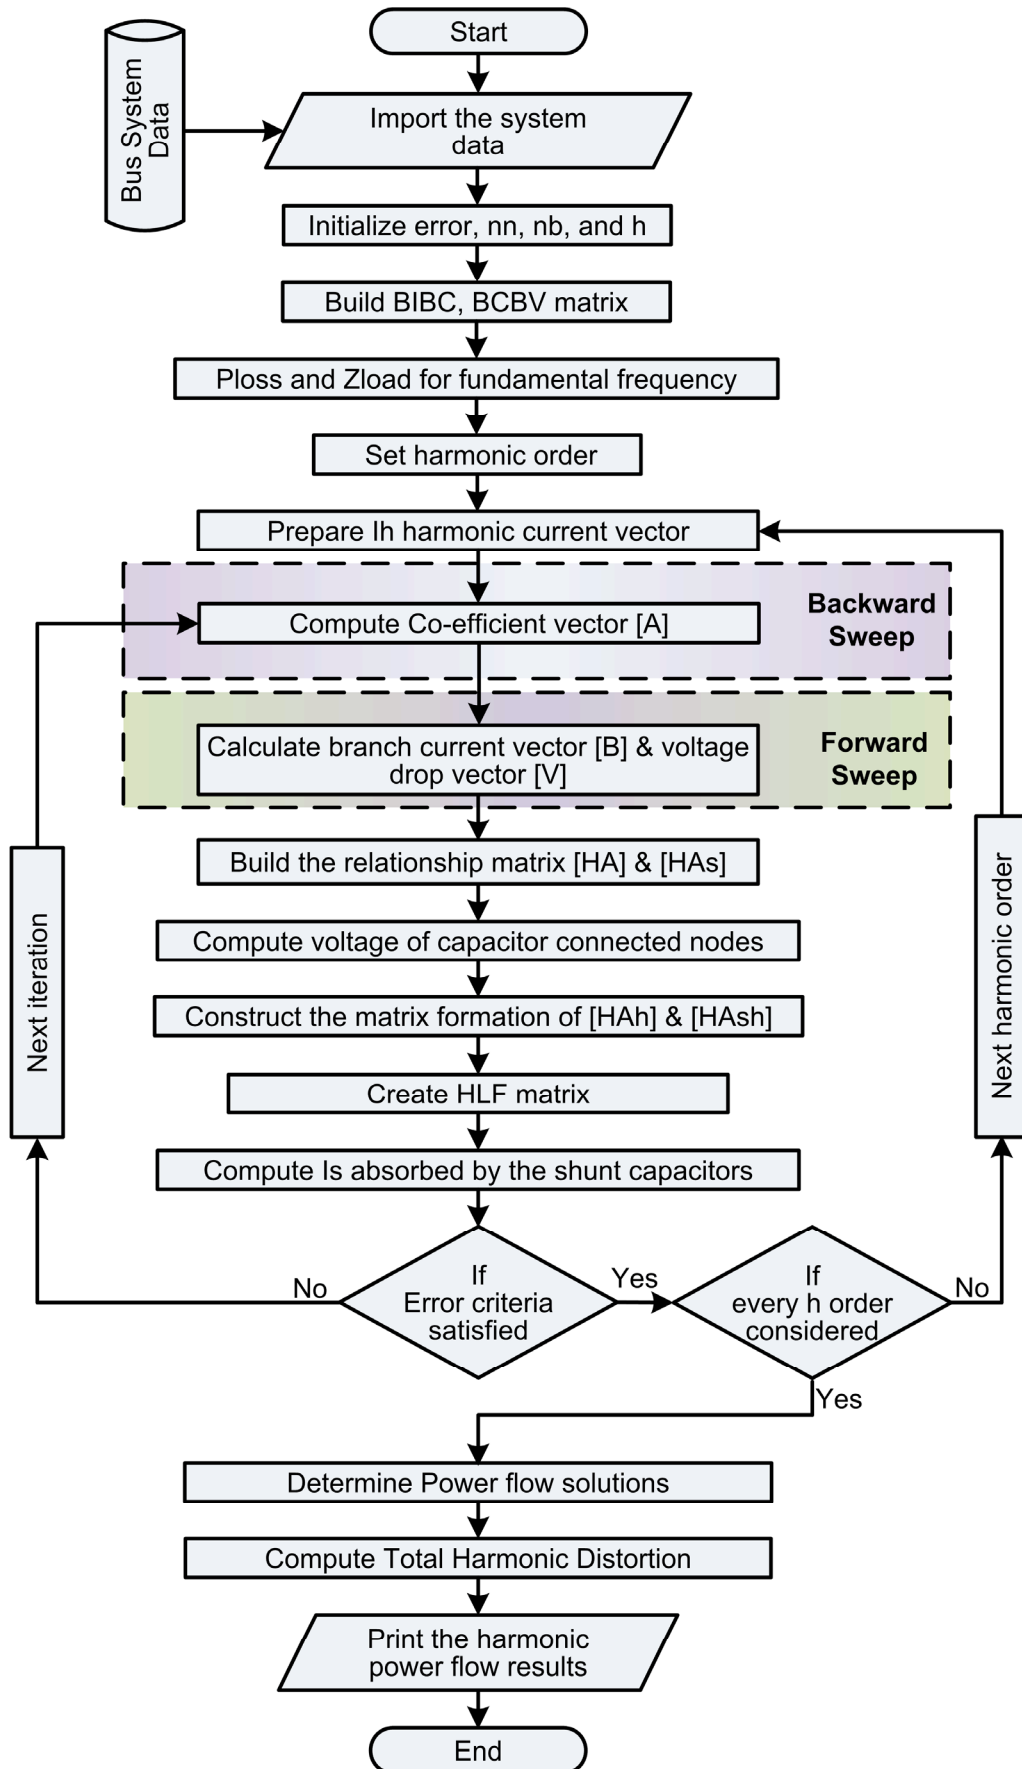 Start
Bus System
Data
Import the system
data
Initialize error, nn, nb, and h
Build BIBC, BCBV matrix
Ploss and Zload for fundamental frequency
Set harmonic order
Prepare Ih harmonic current vector
Backward
Sweep
Compute Co-efficient vector [A]
Forward
Sweep
Calculate branch current vector [B] & voltage
drop vector [V]
Build the relationship matrix [HA] & [HAs]
Compute voltage of capacitor connected nodes
Construct the matrix formation of [HAh] & [HAsh]
Create HLF matrix
Compute Is absorbed by the shunt capacitors
Next iteration
Next harmonic order
No
If
Error criteria
satisfied
Yes
If
every h order
considered
No
Yes
Determine Power flow solutions
Compute Total Harmonic Distortion
Print the harmonic
power flow results
End